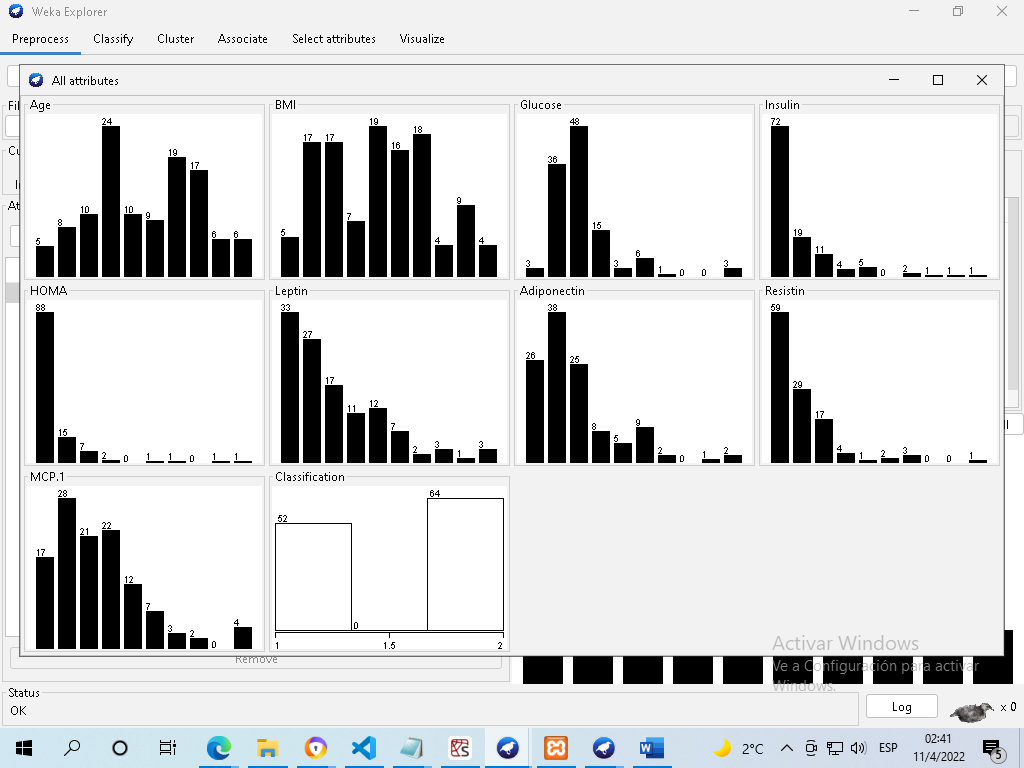 Weka Explorer
Preprocess Classify Cluster Associate Select attributes Visualize
All attributes
Fil
Cu
In
At
Age
5 8 10 24 10 9 19 17 6 6
BMI
5 17 17 7 19 16 18 4 9 4
Glucose
3 36 48 15 3 6 1 0 0 3
Insulin
72 19 11 4 5 0 2 1 1 1
HOMA
88 15 7 2 0 1 1 0 1 1
Leptin
33 27 17 11 12 7 2 3 1 3
Adiponectin
26 38 25 8 5 9 2 0 1 2
Resistin
59 29 17 4 1 2 3 0 0 1
MCP.1
17 28 21 22 12 7 3 2 0 4
Classification
52 0 64
1 1.5 2
Remove
Activar Windows
Ve a Configuración para activar
Windows.
Status
OK
Log
x 0
2°C
ESP
02:41
11/4/2022
5